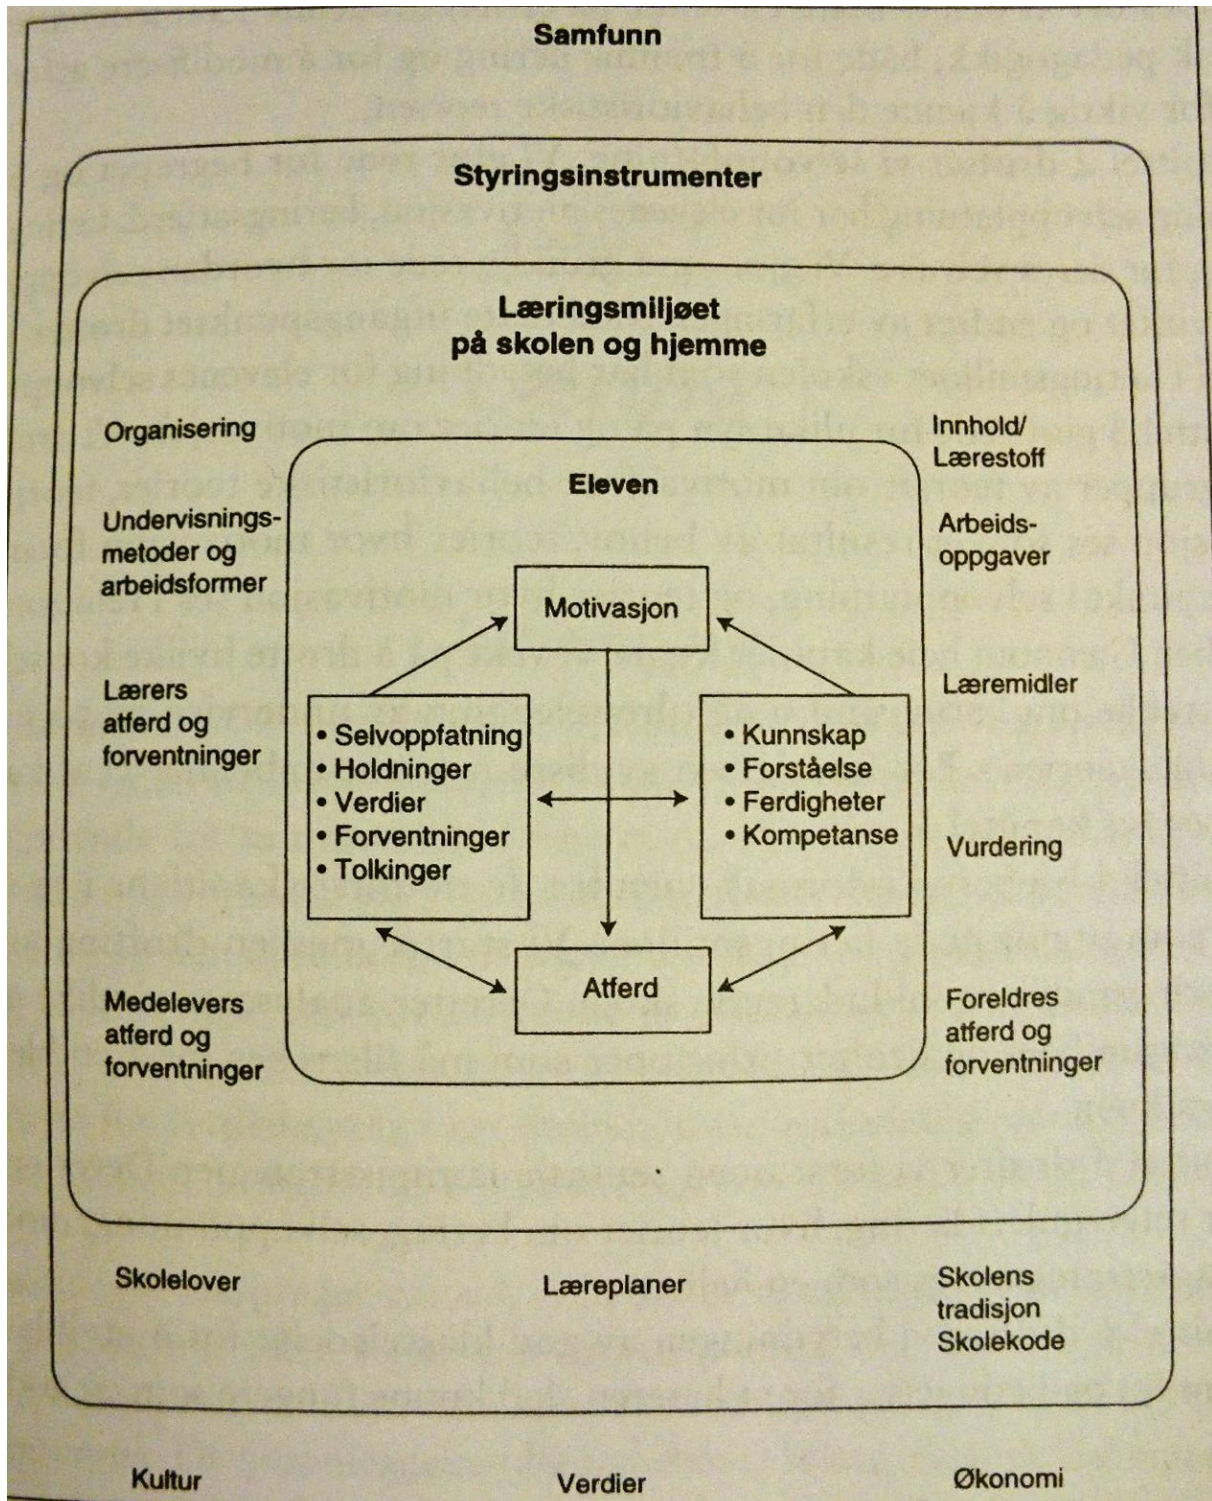 Samfunn
Styringsinstrumenter
Læringsmiljøet
på skolen og hjemme
Organisering
Innhold/
Lærestoff
Eleven
Undervisnings-
metoder og
arbeidsformer
Arbeids-
oppgaver
Motivasjon
Lærers
atferd og
forventninger
Læremidler
• Selvoppfatning
• Holdninger
• Verdier
• Forventninger
• Tolkinger
• Kunnskap
• Forståelse
• Ferdigheter
• Kompetanse
Vurdering
Atferd
Medelevers
atferd og
forventninger
Foreldres
atferd og
forventninger
Skolelover
Læreplaner
Skolens
tradisjon
Skolekode
Kultur
Verdier
Økonomi